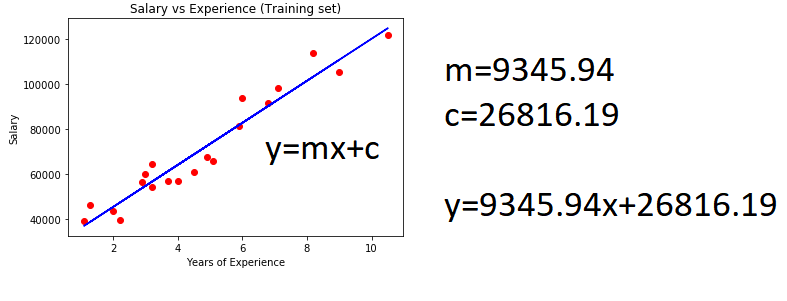 Salary vs Experience (Training set)
120000
100000
80000
60000
40000
Salary
y=mx+c
2
4
6
8
10
Years of Experience
m=9345.94
c=26816.19
y=9345.94x+26816.19